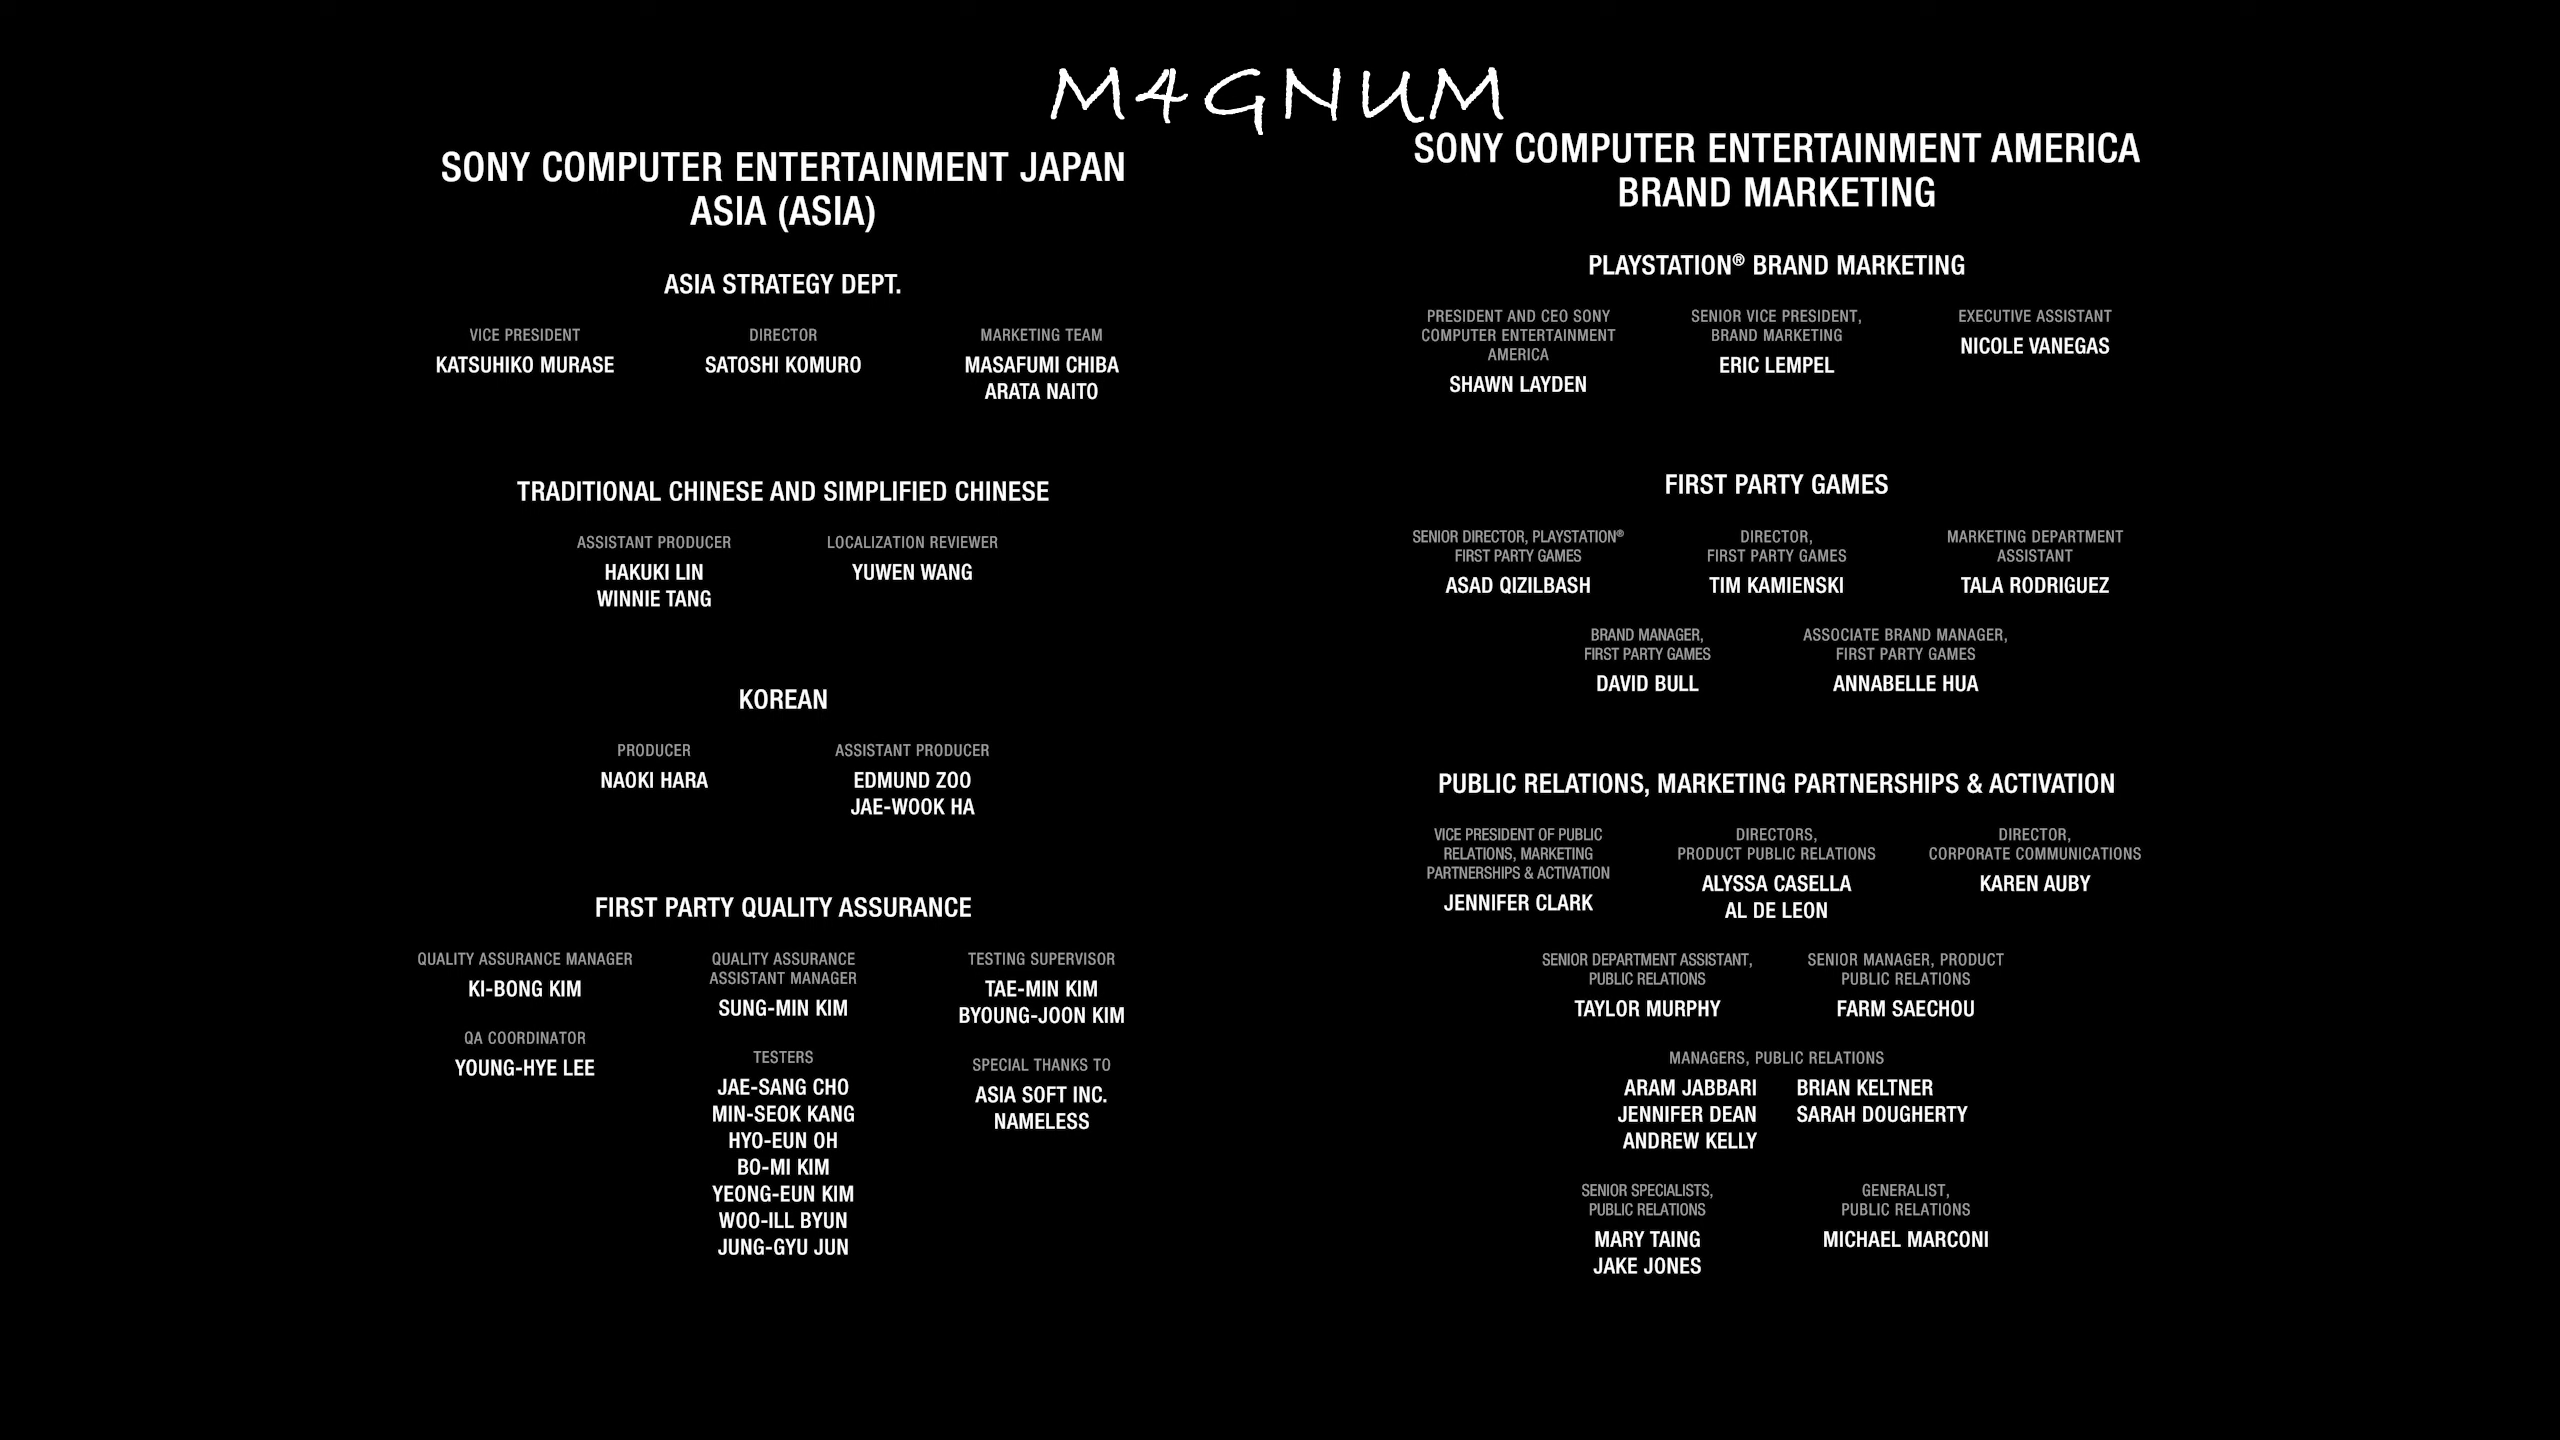 M4GNUM
SONY COMPUTER ENTERTAINMENT JAPAN
ASIA (ASIA)
ASIA STRATEGY DEPT.
VICE PRESIDENT
KATSUHIKO MURASE
DIRECTOR
SATOSHI KOMURO
MARKETING TEAM
MASAFUMI CHIBA
ARATA NAITO
TRADITIONAL CHINESE AND SIMPLIFIED CHINESE
ASSISTANT PRODUCER
HAKUKI LIN
WINNIE TANG
LOCALIZATION REVIEWER
YUWEN WANG
KOREAN
PRODUCER
NAOKI HARA
ASSISTANT PRODUCER
EDMUND ZOO
JAE-WOOK HA
FIRST PARTY QUALITY ASSURANCE
QUALITY ASSURANCE MANAGER
KI-BONG KIM
QUALITY ASSURANCE
ASSISTANT MANAGER
SUNG-MIN KIM
TESTING SUPERVISOR
TAE-MIN KIM
BYOUNG-JOON KIM
QA COORDINATOR
YOUNG-HYE LEE
TESTERS
JAE-SANG CHO
MIN-SEOK KANG
HYO-EUN OH
BO-MI KIM
YEONG-EUN KIM
WOO-ILL BYUN
JUNG-GYU JUN
SPECIAL THANKS TO
ASIA SOFT INC.
NAMELESS
SONY COMPUTER ENTERTAINMENT AMERICA
BRAND MARKETING
PLAYSTATION® BRAND MARKETING
PRESIDENT AND CEO SONY
COMPUTER ENTERTAINMENT
AMERICA
SHAWN LAYDEN
SENIOR VICE PRESIDENT,
BRAND MARKETING
ERIC LEMPEL
EXECUTIVE ASSISTANT
NICOLE VANEGAS
FIRST PARTY GAMES
SENIOR DIRECTOR, PLAYSTATION®
FIRST PARTY GAMES
ASAD QIZILBASH
DIRECTOR,
FIRST PARTY GAMES
TIM KAMIENSKI
MARKETING DEPARTMENT
ASSISTANT
TALA RODRIGUEZ
BRAND MANAGER,
FIRST PARTY GAMES
DAVID BULL
ASSOCIATE BRAND MANAGER,
FIRST PARTY GAMES
ANNABELLE HUA
PUBLIC RELATIONS, MARKETING PARTNERSHIPS & ACTIVATION
VICE PRESIDENT OF PUBLIC
RELATIONS, MARKETING
PARTNERSHIPS & ACTIVATION
JENNIFER CLARK
DIRECTORS,
PRODUCT PUBLIC RELATIONS
ALYSSA CASELLA
AL DE LEON
DIRECTOR,
CORPORATE COMMUNICATIONS
KAREN AUBY
SENIOR DEPARTMENT ASSISTANT,
PUBLIC RELATIONS
TAYLOR MURPHY
SENIOR MANAGER, PRODUCT
PUBLIC RELATIONS
FARM SAECHOU
MANAGERS, PUBLIC RELATIONS
ARAM JABBARI
JENNIFER DEAN
ANDREW KELLY
BRIAN KELTNER
SARAH DOUGHERTY
SENIOR SPECIALISTS,
PUBLIC RELATIONS
MARY TAING
JAKE JONES
GENERALIST,
PUBLIC RELATIONS
MICHAEL MARCONI